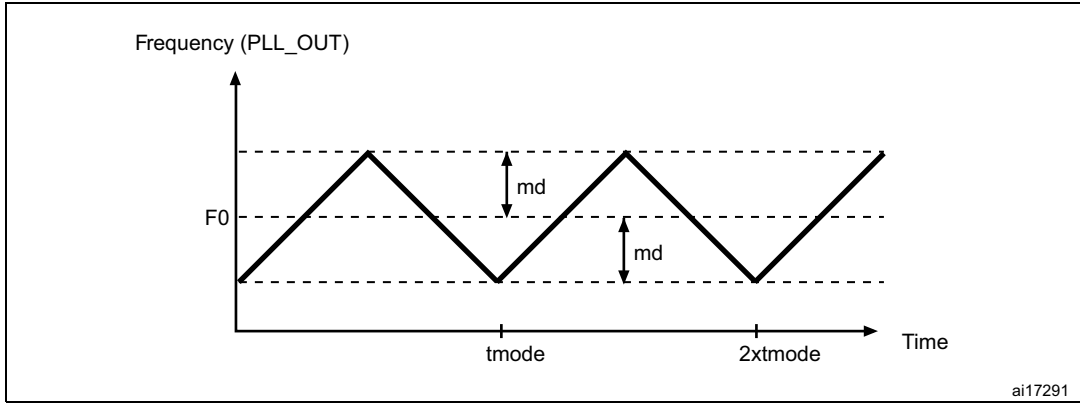 Frequency (PLL_OUT)
md
F0
md
Time
tmode
2xtmode
ai17291